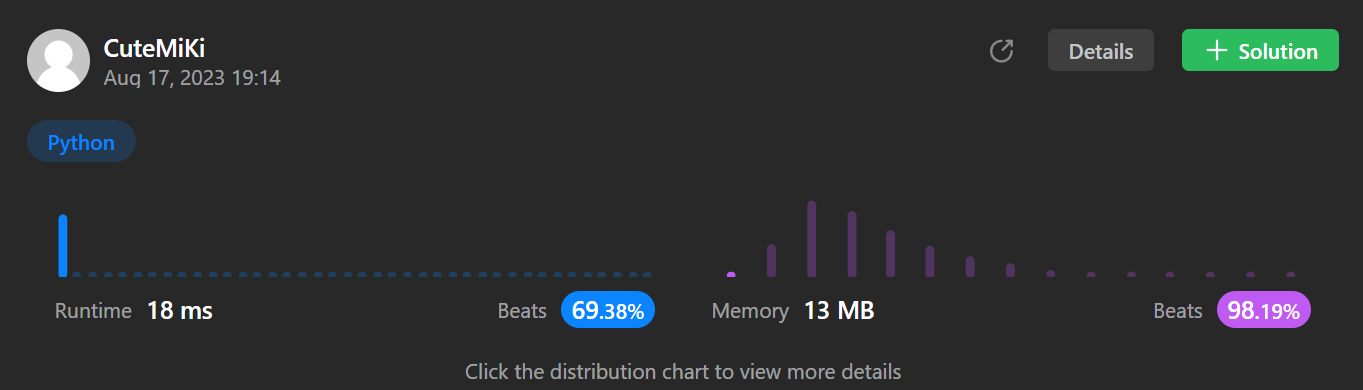 CuteMiKi
Aug 17, 2023 19:14
Details
+ Solution
Python
Runtime 18 ms Beats 69.38%
Memory 13 MB Beats 98.19%
Click the distribution chart to view more details